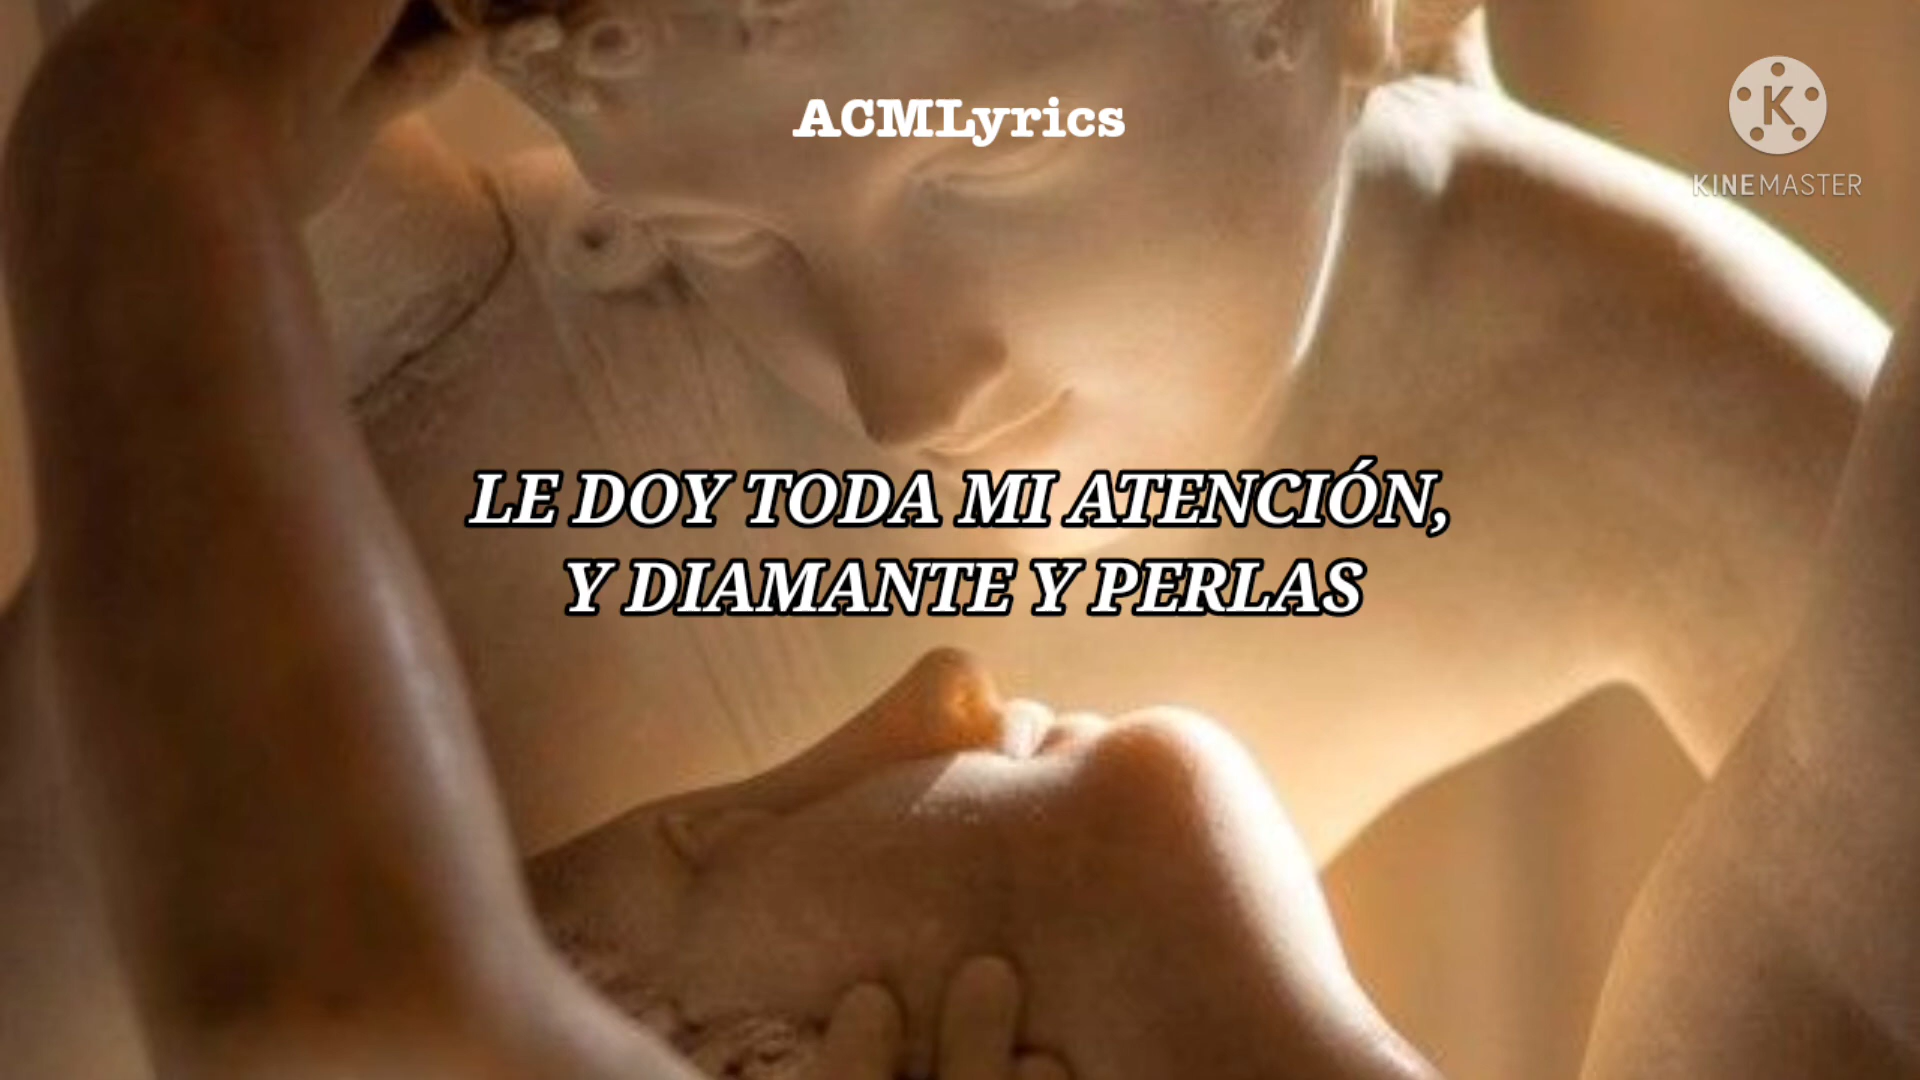 ACMLyrics
K
KINEMASTER
LE DOY TODA MI ATENCIÓN,
Y DIAMANTE Y PERLAS